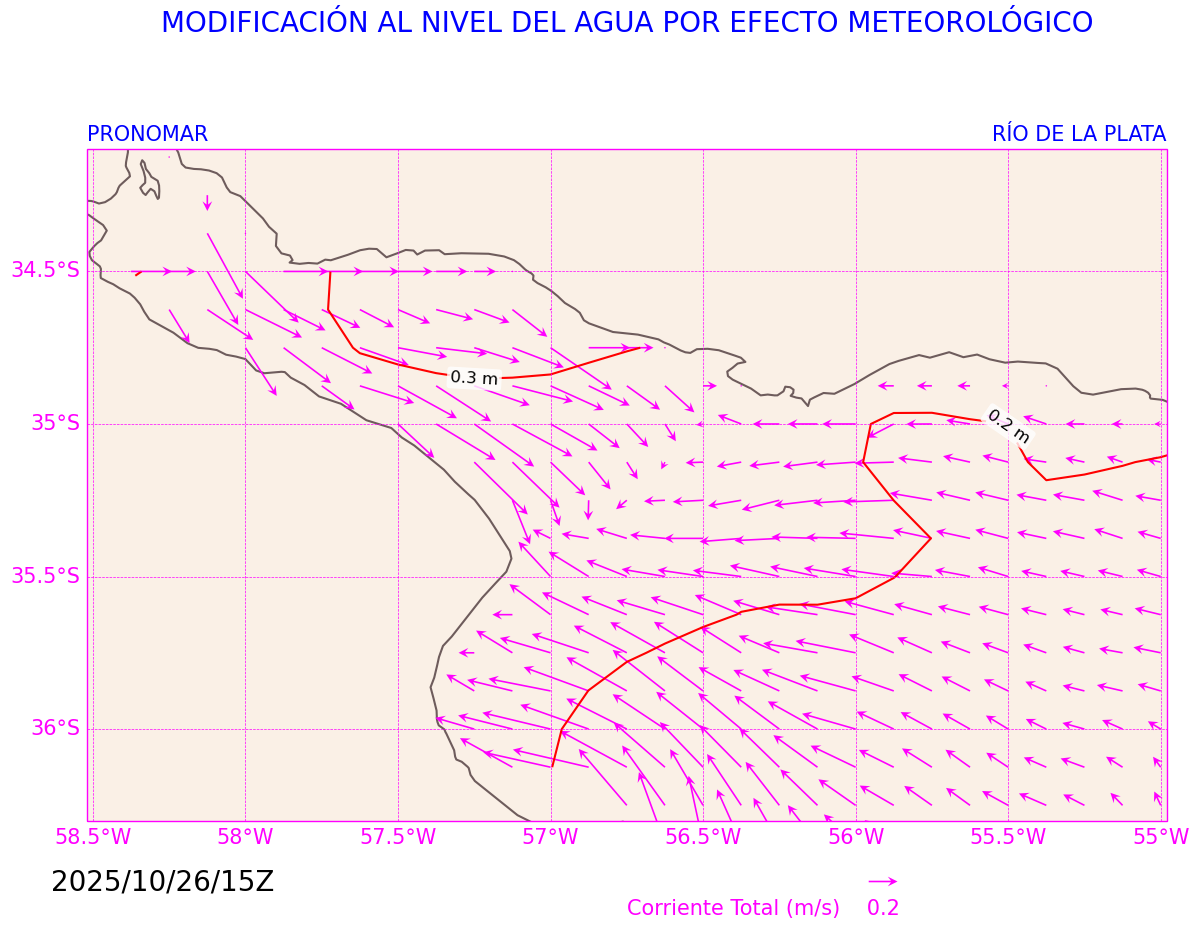 MODIFICACIÓN AL NIVEL DEL AGUA POR EFECTO METEOROLÓGICO
PRONOMAR
RÍO DE LA PLATA
34.5°S
0.3 m
35°S
0.2 m
35.5°S
36°S
58.5°W 58°W 57.5°W 57°W 56.5°W 56°W 55.5°W 55°W
2025/10/26/15Z
Corriente Total (m/s) 0.2